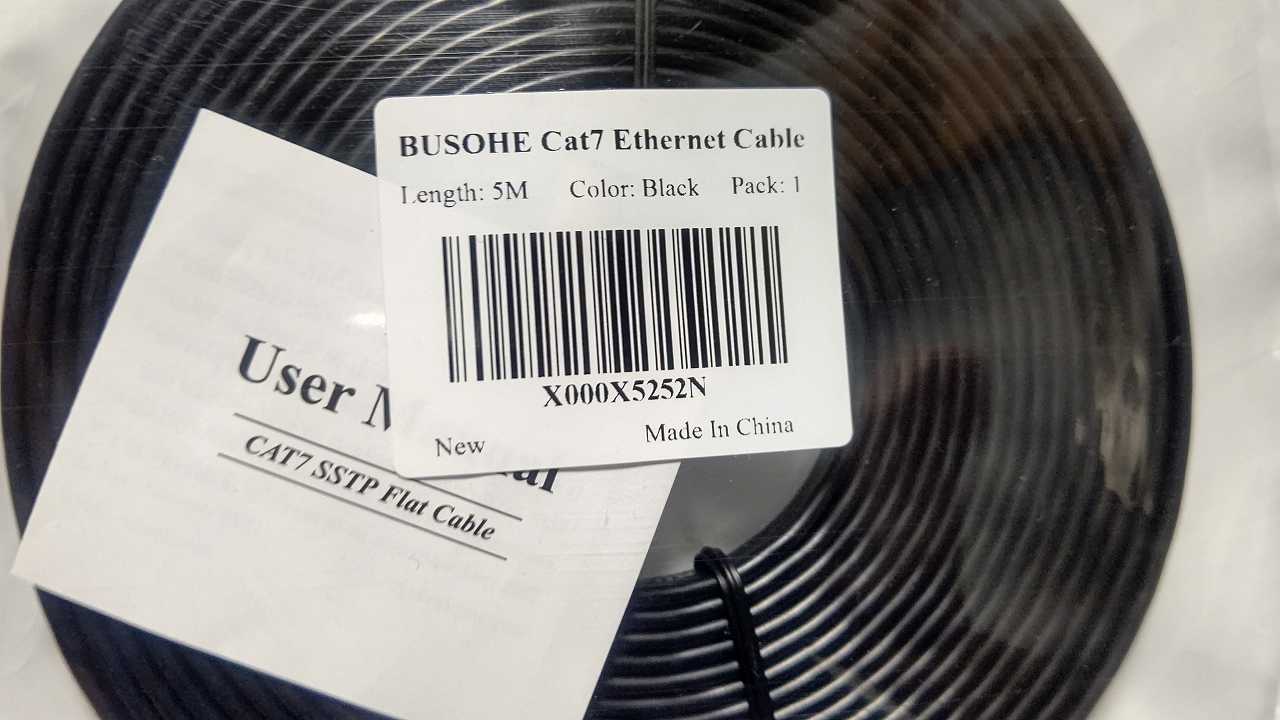 BUSOHE Cat7 Ethernet Cable
Length: 5M Color: Black Pack: 1
X000X5252N
New Made In China
User M ual
CAT7 SSTP Flat Cable